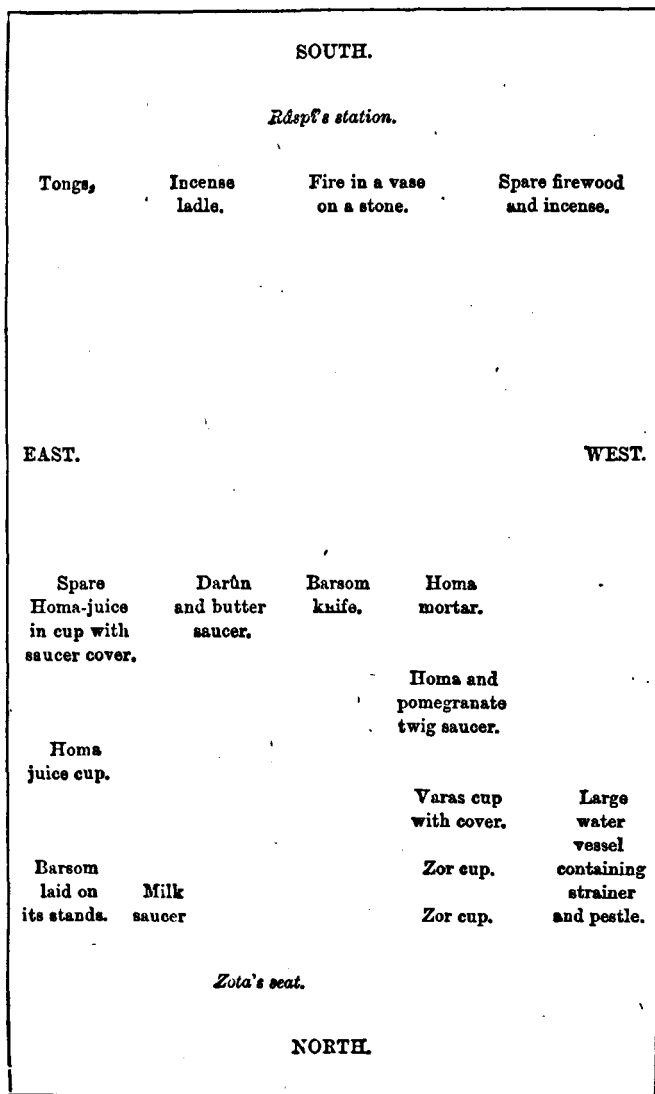 SOUTH.
Râspî's station.
Tongs,
Incense
ladle.
Fire in a vase
on a stone.
Spare firewood
and incense.
EAST.
WEST.
Spare
Homa-juice
in cup with
saucer cover.
Darûn
and butter
saucer.
Barsom
knife.
Homa
mortar.
Homa and
pomegranate
twig saucer.
Homa
juice cup.
Varas cup
with cover.
Large
water
vessel
containing
strainer
and pestle.
Barsom
laid on
its stands.
Milk
saucer
Zor cup.
Zor cup.
Zota's seat.
NORTH.